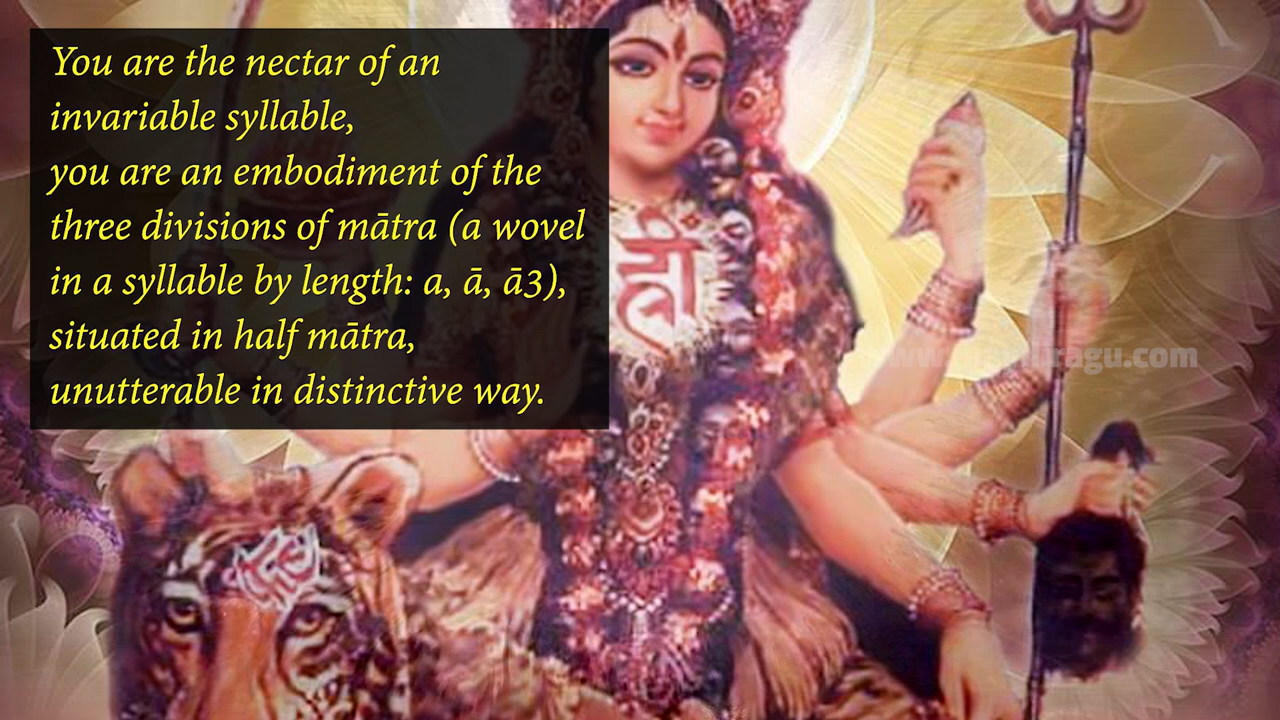 You are the nectar of an
invariable syllable,
you are an embodiment of the
three divisions of mātra (a wovel
in a syllable by length: a, ā, ā3),
situated in half mātra,
unutterable in distinctive way.
ह्रीं